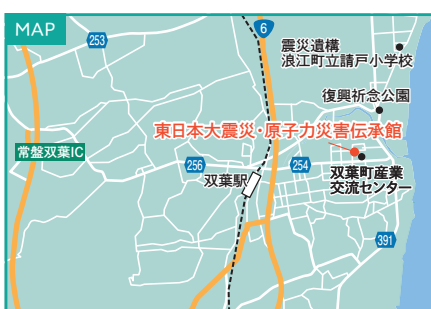 MAP
253
6
震災遺構
浪江町立請戸小学校
復興祈念公園
東日本大震災・原子力災害伝承館
常盤双葉IC
256
254
双葉駅
双葉町産業
交流センター
391